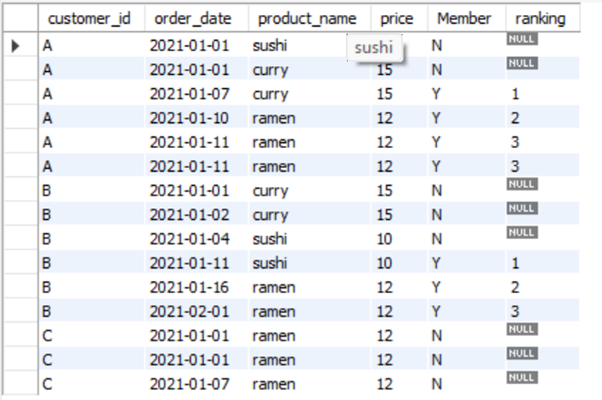 customer_id order_date product_name price Member ranking
A 2021-01-01 sushi sushi N NULL
A 2021-01-01 curry 15 N NULL
A 2021-01-07 curry 15 Y 1
A 2021-01-10 ramen 12 Y 2
A 2021-01-11 ramen 12 Y 3
A 2021-01-11 ramen 12 Y 3
B 2021-01-01 curry 15 N NULL
B 2021-01-02 curry 15 N NULL
B 2021-01-04 sushi 10 N NULL
B 2021-01-11 sushi 10 Y 1
B 2021-01-16 ramen 12 Y 2
B 2021-02-01 ramen 12 Y 3
C 2021-01-01 ramen 12 N NULL
C 2021-01-01 ramen 12 N NULL
C 2021-01-07 ramen 12 N NULL